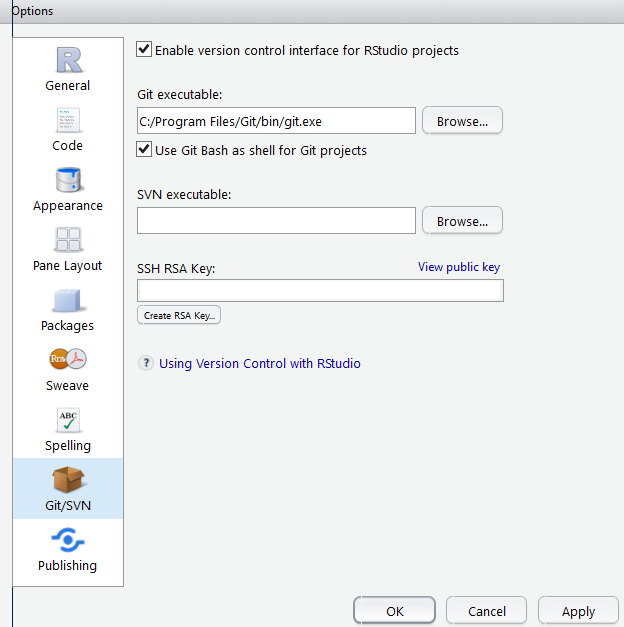 Options
General
Code
Appearance
Pane Layout
Packages
Rnw
Sweave
ABC
Spelling
Git/SVN
Publishing
Enable version control interface for RStudio projects
Git executable:
C:/Program Files/Git/bin/git.exe
Browse...
Use Git Bash as shell for Git projects
SVN executable:
Browse...
SSH RSA Key:
View public key
Create RSA Key...
? Using Version Control with RStudio
OK
Cancel
Apply